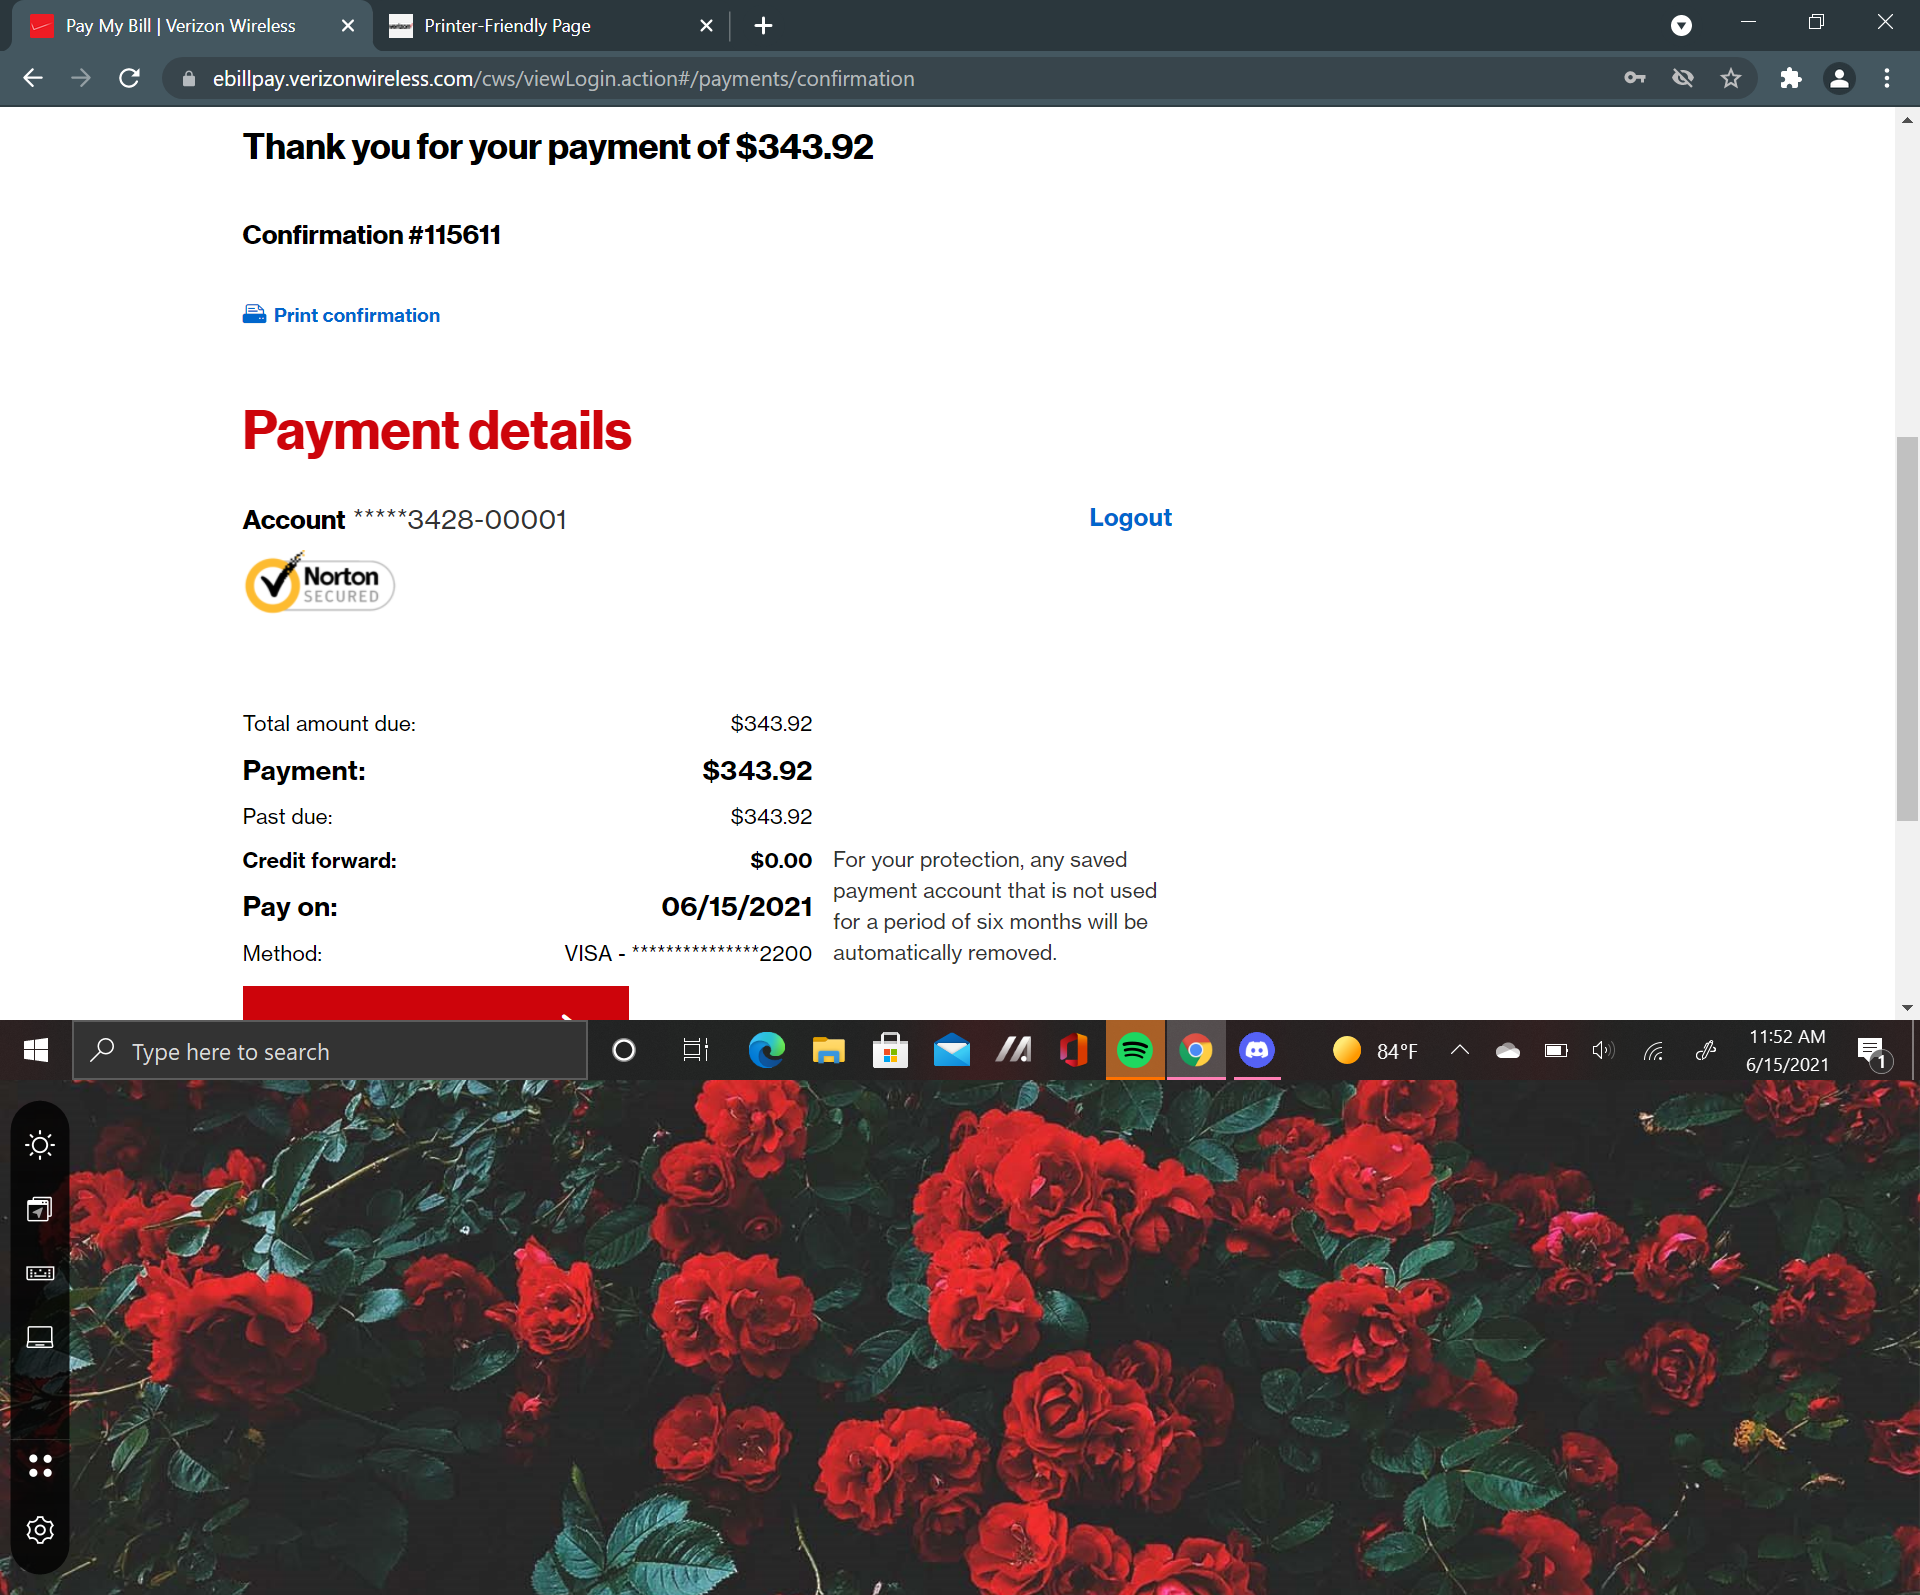 Pay My Bill | Verizon Wireless
Printer-Friendly Page
ebillpay.verizonwireless.com/cws/viewLogin.action#/payments/confirmation
Thank you for your payment of $343.92
Confirmation #115611
Print confirmation
Payment details
Account *****3428-00001
Logout
Norton
SECURED
Total amount due: $343.92
Payment: $343.92
Past due: $343.92
Credit forward: $0.00
For your protection, any saved
payment account that is not used
for a period of six months will be
automatically removed.
Pay on: 06/15/2021
Method: VISA - ***************2200
Type here to search
84°F
11:52 AM
6/15/2021
1